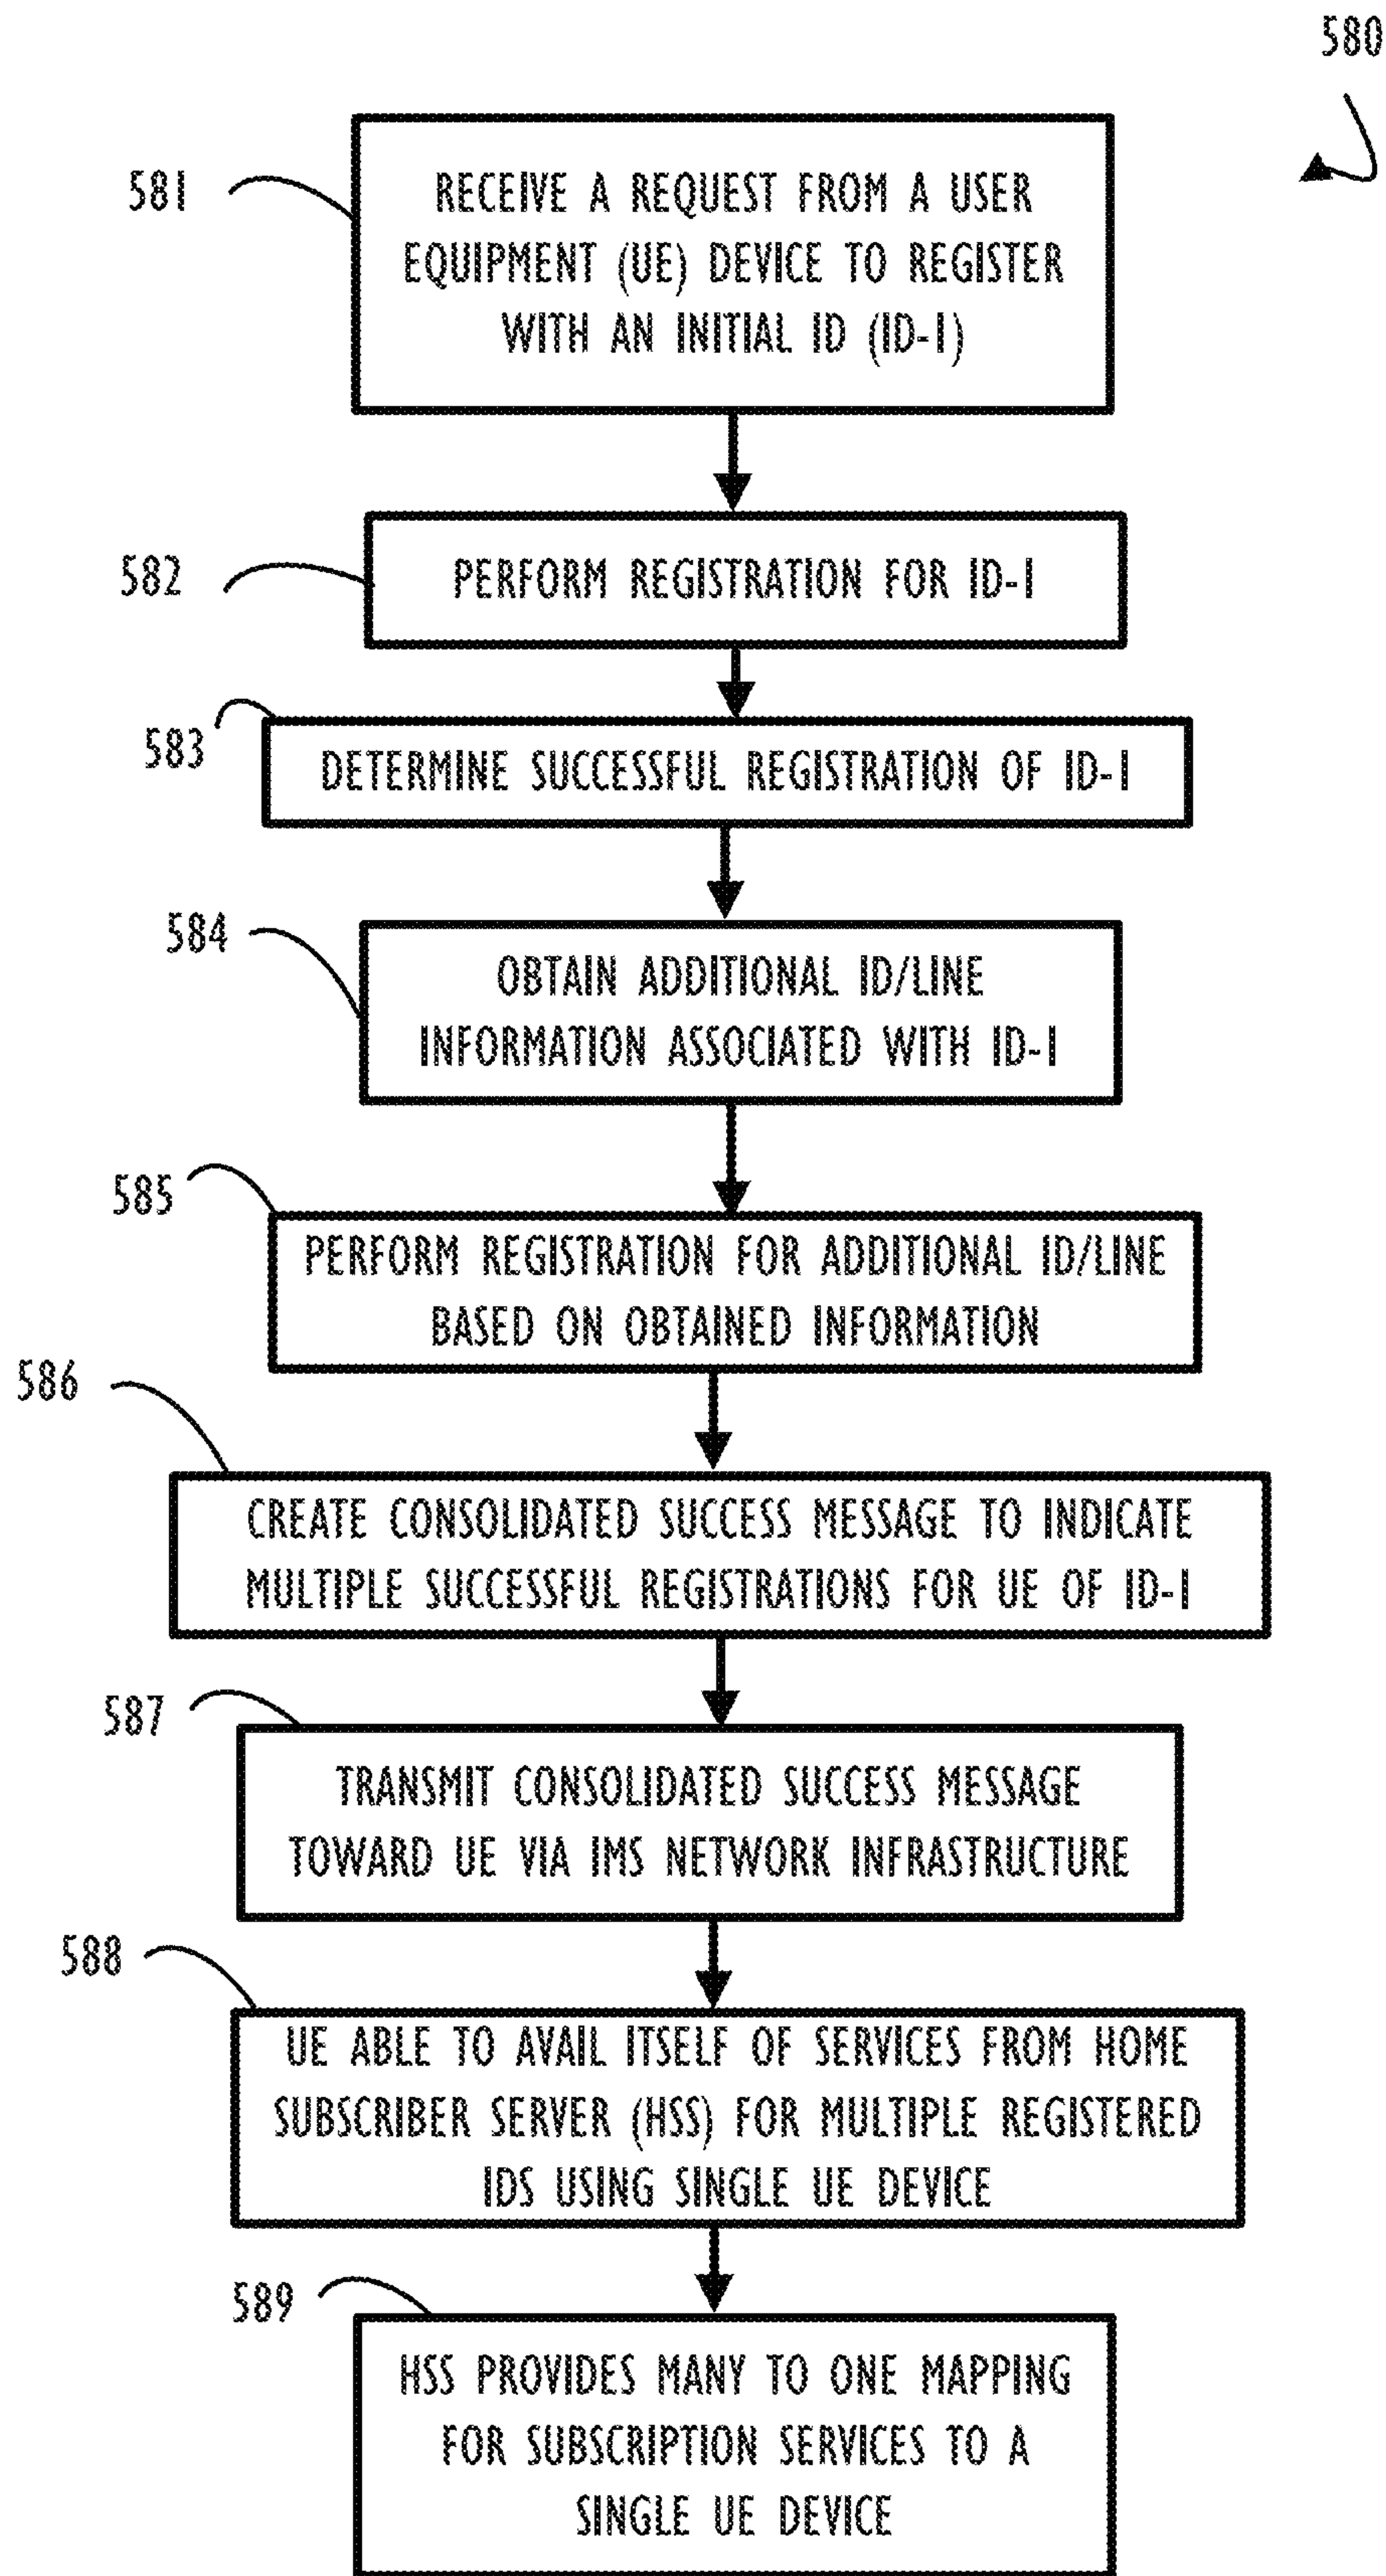 580
581
RECEIVE A REQUEST FROM A USER
EQUIPMENT (UE) DEVICE TO REGISTER
WITH AN INITIAL ID (ID-1)
582
PERFORM REGISTRATION FOR ID-1
583
DETERMINE SUCCESSFUL REGISTRATION OF ID-1
584
OBTAIN ADDITIONAL ID/LINE
INFORMATION ASSOCIATED WITH ID-1
585
PERFORM REGISTRATION FOR ADDITIONAL ID/LINE
BASED ON OBTAINED INFORMATION
586
CREATE CONSOLIDATED SUCCESS MESSAGE TO INDICATE
MULTIPLE SUCCESSFUL REGISTRATIONS FOR UE OF ID-1
587
TRANSMIT CONSOLIDATED SUCCESS MESSAGE
TOWARD UE VIA IMS NETWORK INFRASTRUCTURE
588
UE ABLE TO AVAIL ITSELF OF SERVICES FROM HOME
SUBSCRIBER SERVER (HSS) FOR MULTIPLE REGISTERED
IDS USING SINGLE UE DEVICE
589
HSS PROVIDES MANY TO ONE MAPPING
FOR SUBSCRIPTION SERVICES TO A
SINGLE UE DEVICE